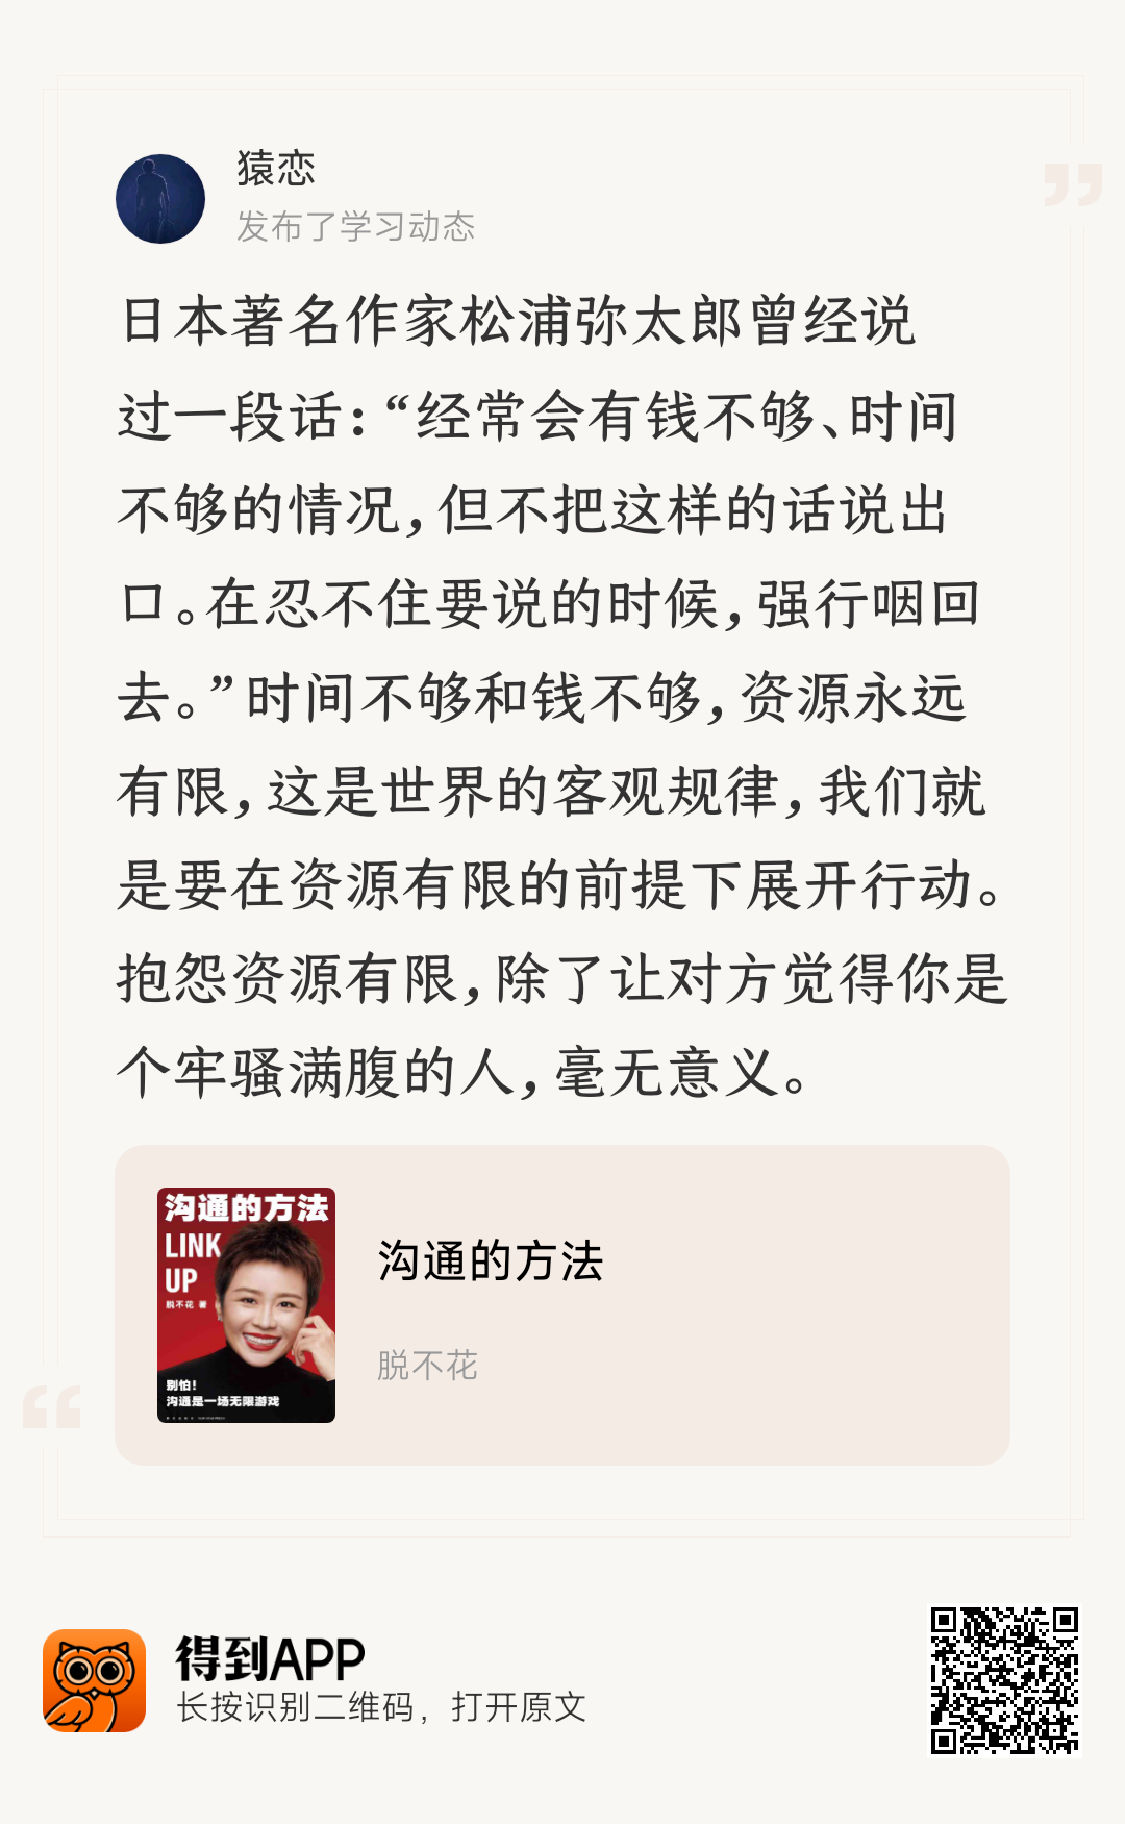 猿恋
发布了学习动态
日本著名作家松浦弥太郎曾经说
过一段话：“经常会有钱不够、时间
不够的情况，但不把这样的话说出
口。在忍不住要说的时候，强行咽回
去。”时间不够和钱不够，资源永远
有限，这是世界的客观规律，我们就
是要在资源有限的前提下展开行动。
抱怨资源有限，除了让对方觉得你是
个牢骚满腹的人，毫无意义。
沟通的方法
LINK
UP
脱不花 著
别怕！
沟通是一场无限游戏
沟通的方法
脱不花
得到APP
长按识别二维码，打开原文